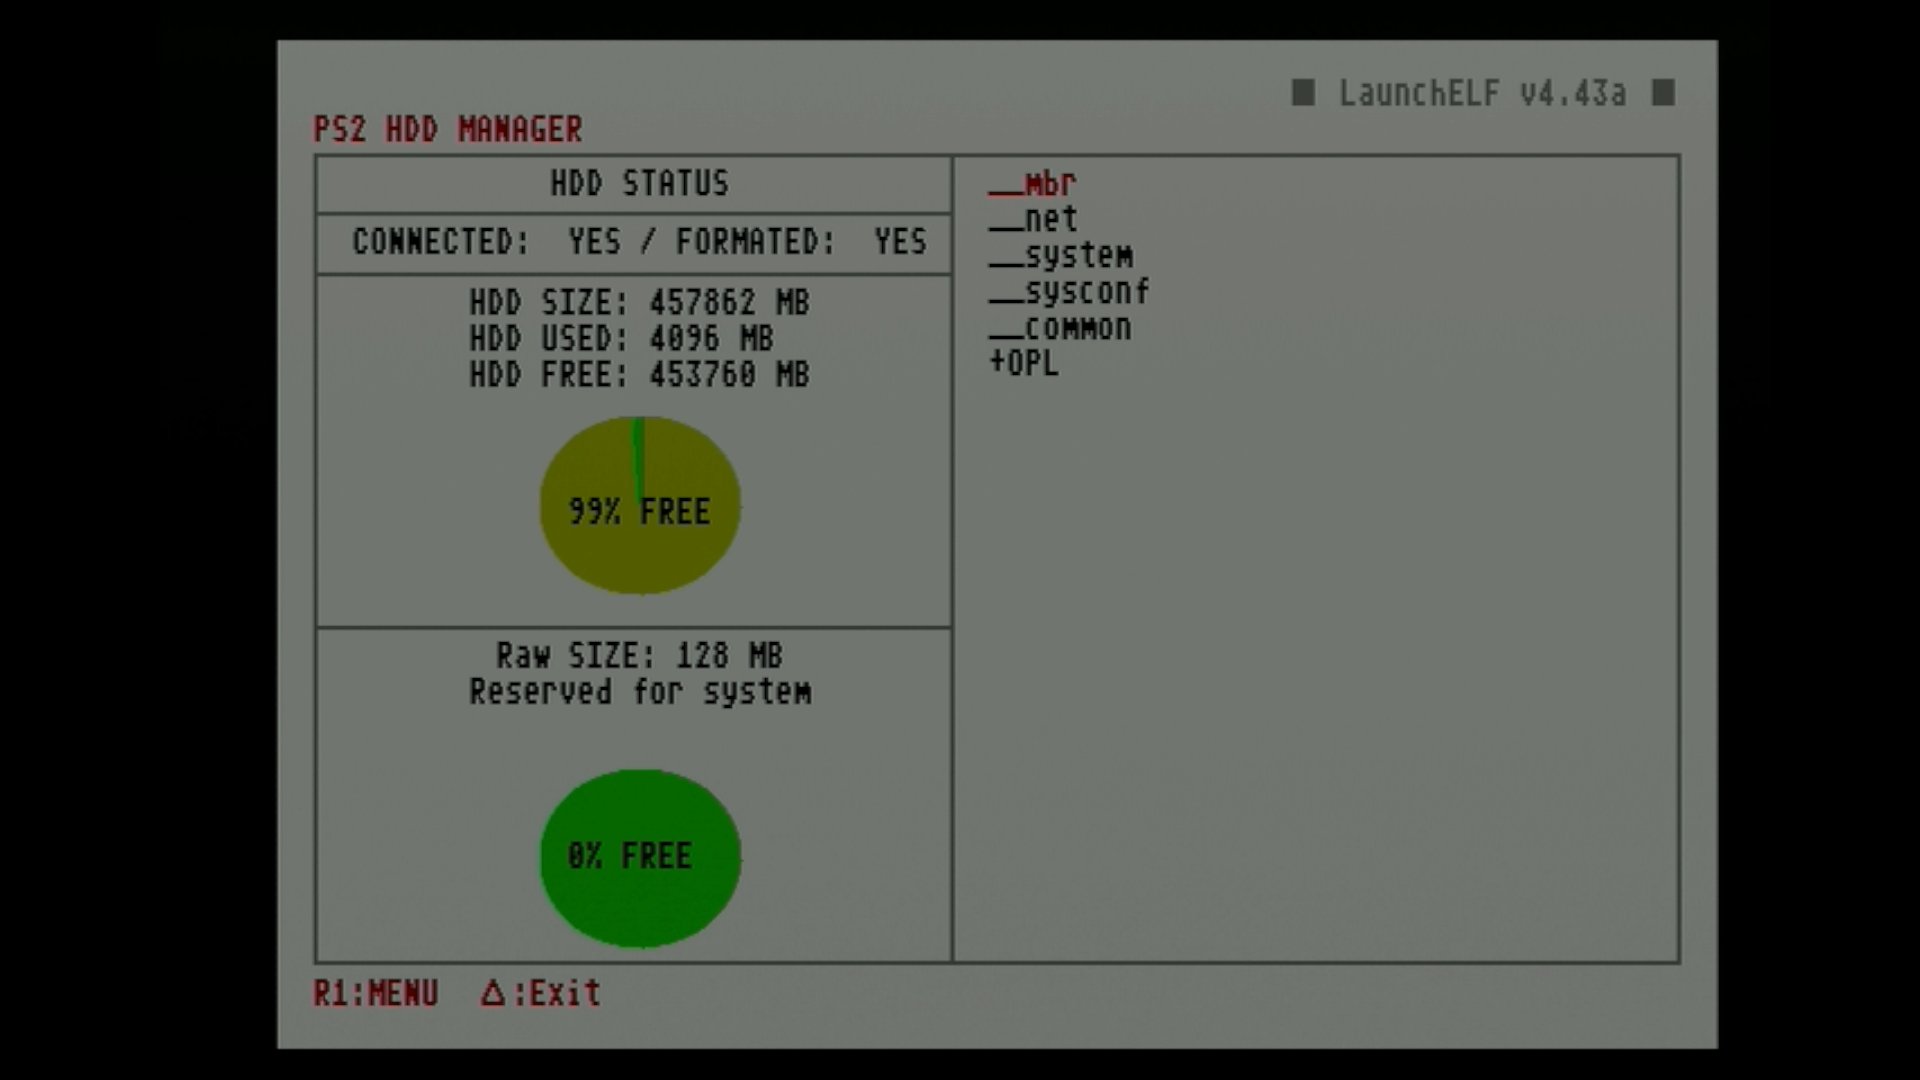 ■ LaunchELF v4.43a ■
PS2 HDD MANAGER
HDD STATUS
CONNECTED: YES / FORMATED: YES
HDD SIZE: 457862 MB
HDD USED: 4096 MB
HDD FREE: 453760 MB
99% FREE
Raw SIZE: 128 MB
Reserved for system
0% FREE
__mbr
__net
__system
__sysconf
__common
+OPL
R1:MENU △:Exit